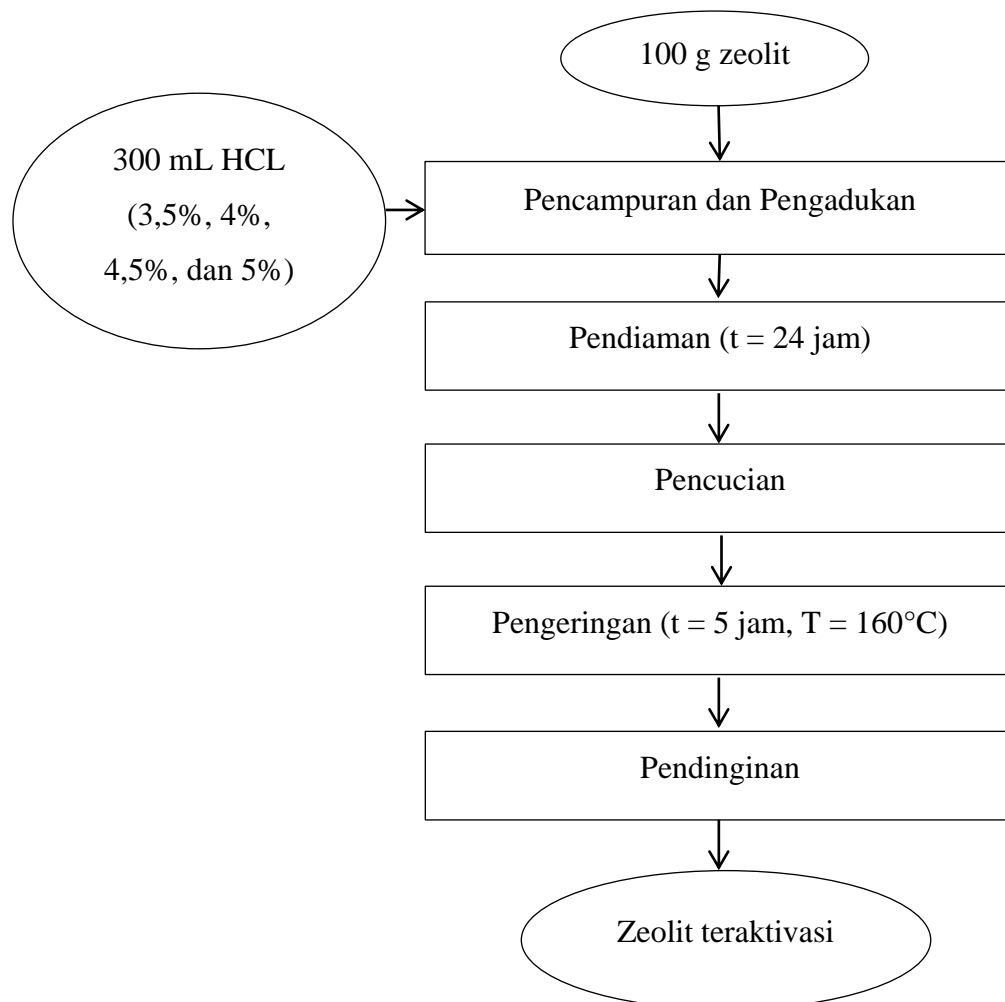 100 g zeolit
300 mL HCL
(3,5%, 4%,
4,5%, dan 5%)
Pencampuran dan Pengadukan
Pendiaman (t = 24 jam)
Pencucian
Pengeringan (t = 5 jam, T = 160°C)
Pendinginan
Zeolit teraktivasi